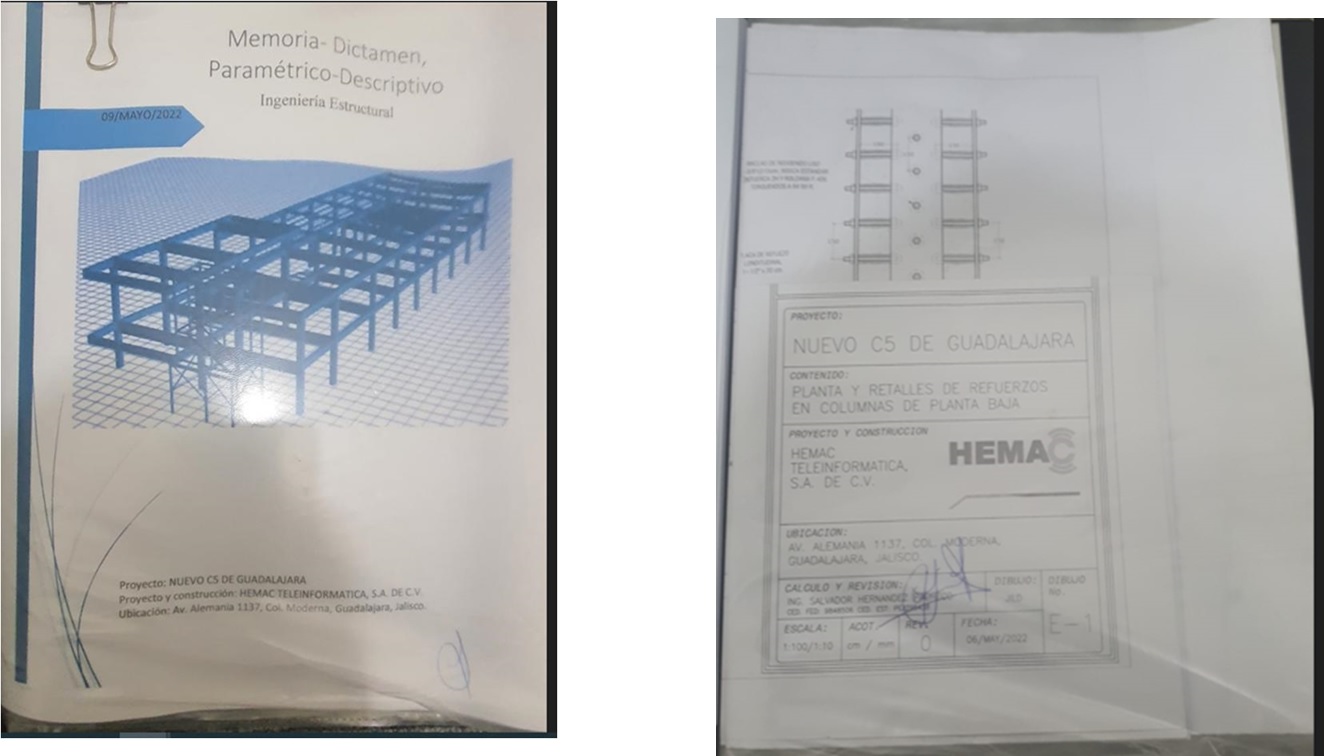 Memoria- Dictamen,
Paramétrico-Descriptivo
Ingeniería Estructural
09/MAYO/2022
Proyecto: NUEVO C5 DE GUADALAJARA
Proyecto y construcción: HEMAC TELEINFORMATICA, S.A. DE C.V.
Ubicación: Av. Alemania 1137, Col. Moderna, Guadalajara, Jalisco.
PROYECTO:
NUEVO C5 DE GUADALAJARA
CONTENIDO:
PLANTA Y RETALLES DE REFUERZOS
EN COLUMNAS DE PLANTA BAJA
PROYECTO Y CONSTRUCCION
HEMAC
TELEINFORMATICA,
S.A. DE C.V.
HEMAC
UBICACION:
AV. ALEMANIA 1137, COL. MODERNA,
GUADALAJARA, JALISCO.
CALCULO Y REVISION:
ING. SALVADOR HERNANDEZ
DIBUJO:
JLD
DIBUJO
No.
E-1
ESCALA:
1:100/1:10
ACOT.
cm / mm
REV.
0
FECHA:
06/MAY/2022